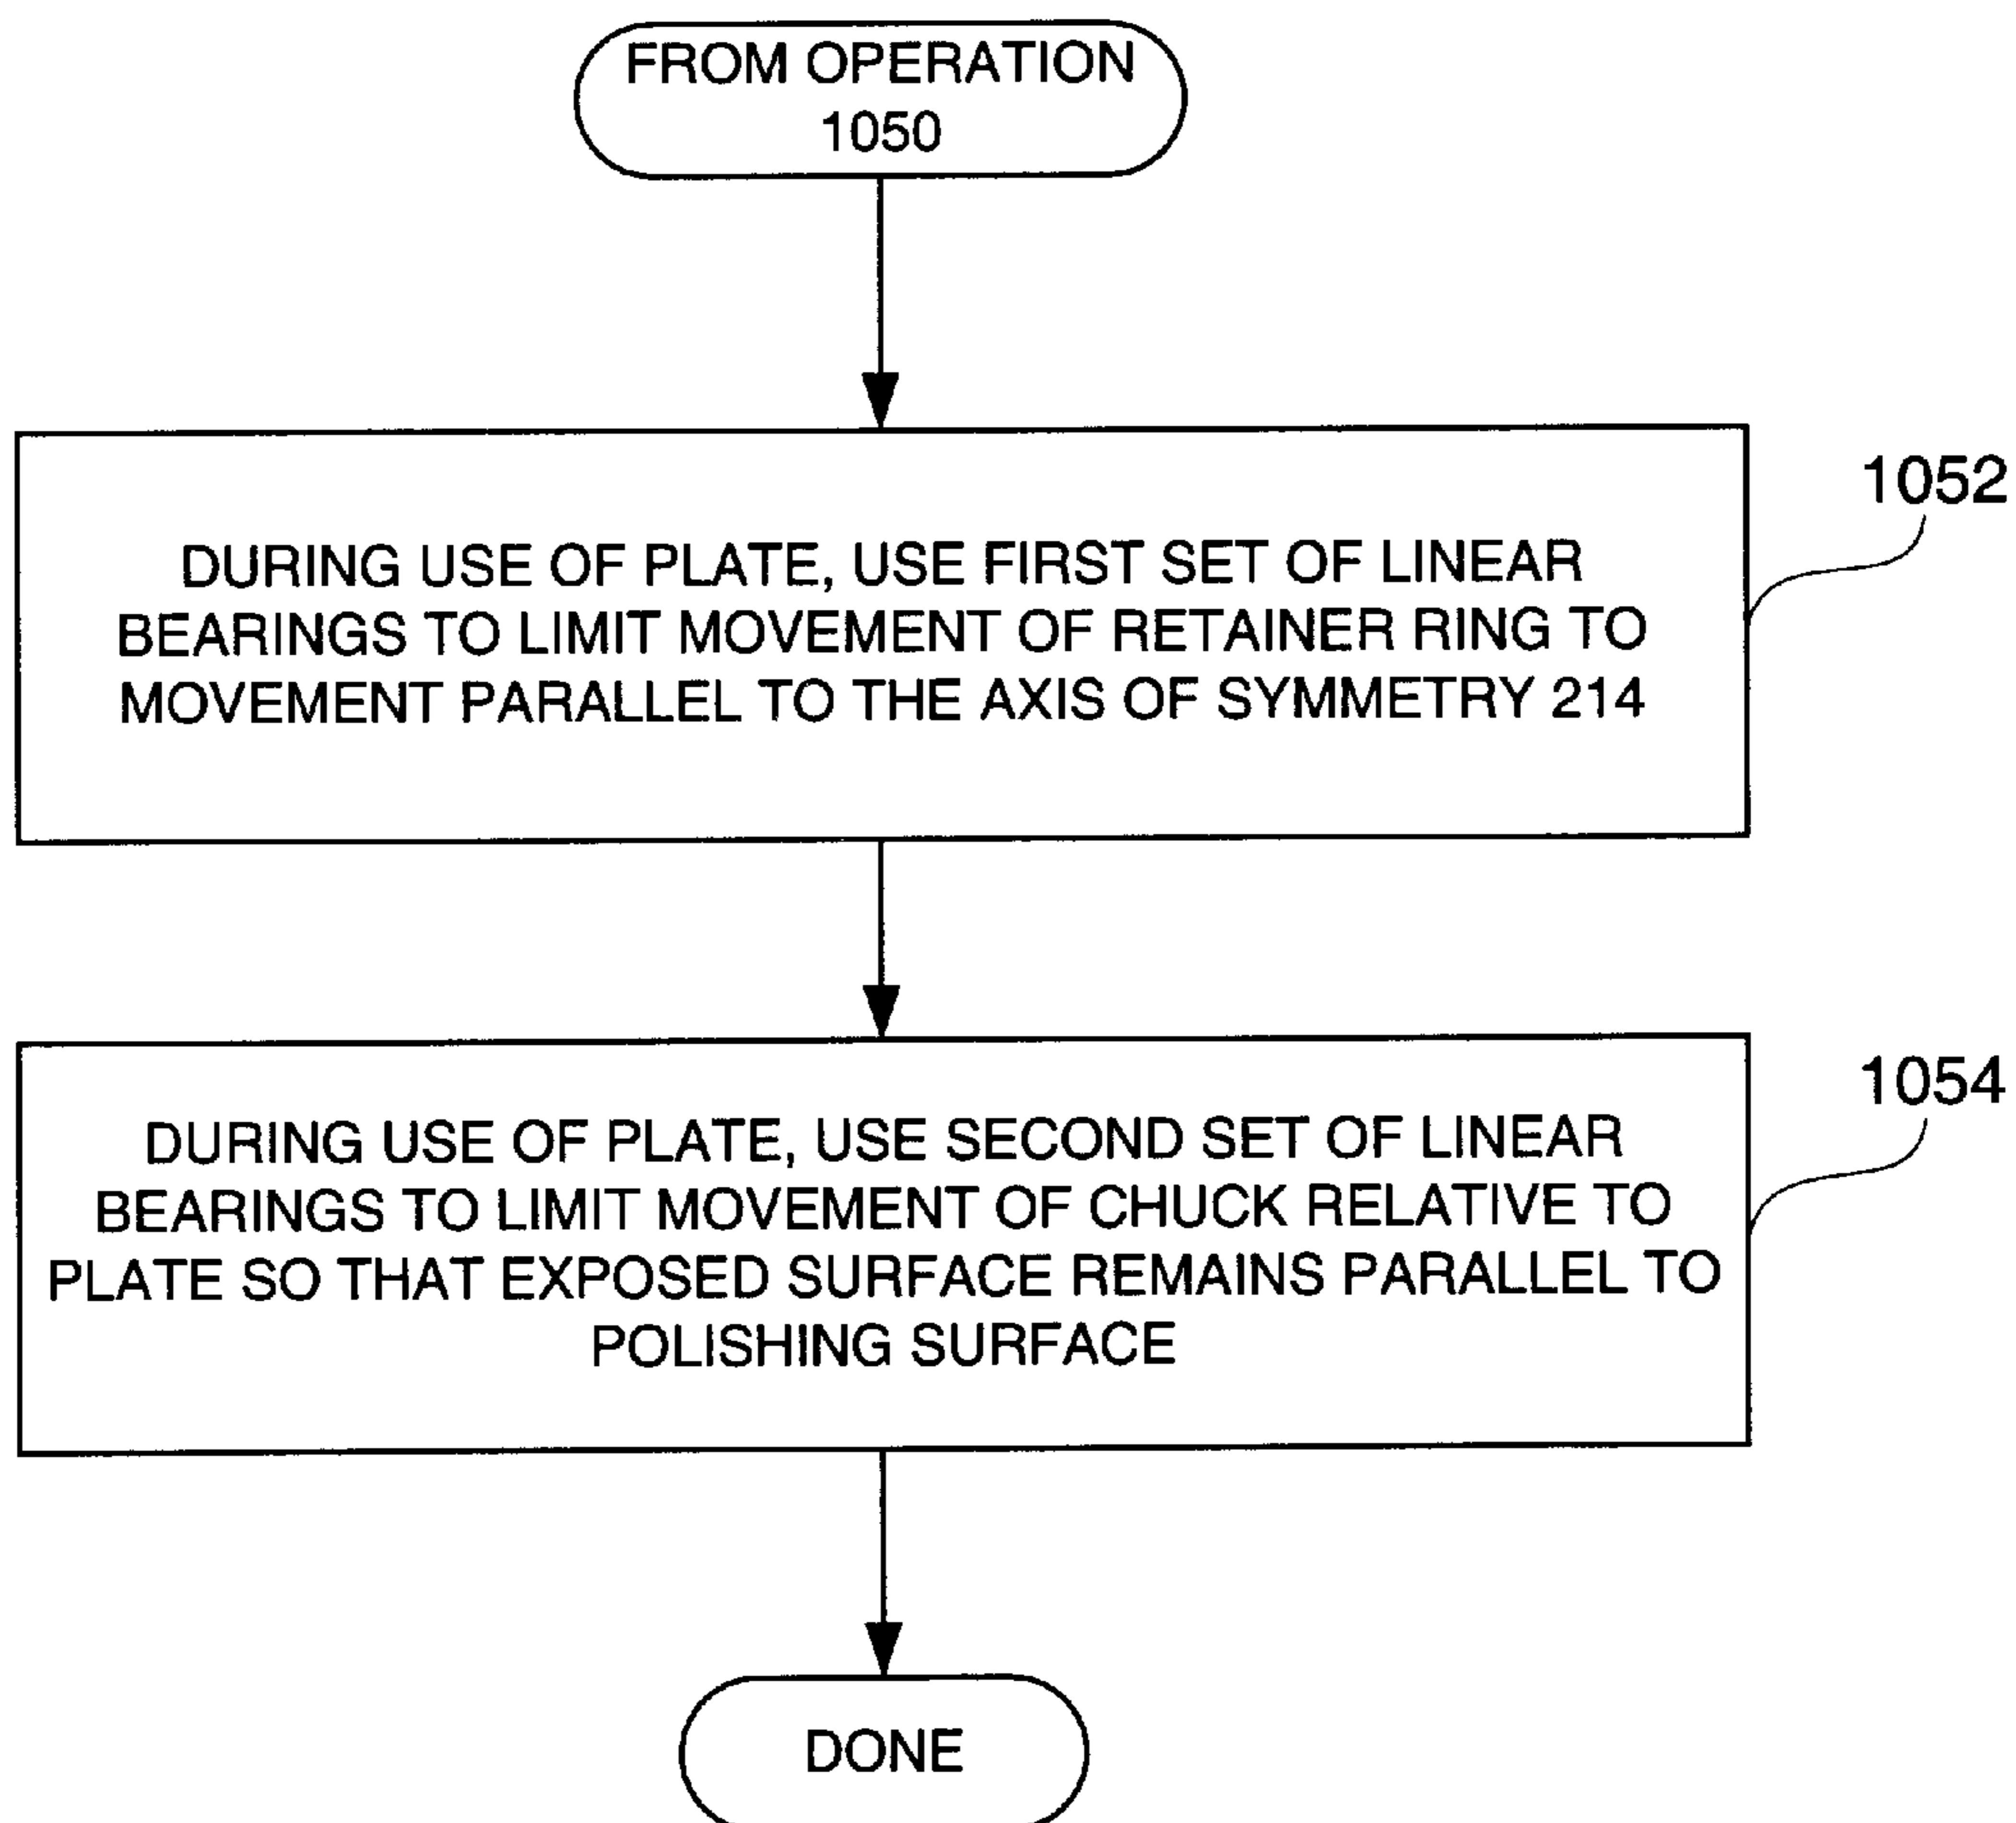 FROM OPERATION
1050
1052
DURING USE OF PLATE, USE FIRST SET OF LINEAR
BEARINGS TO LIMIT MOVEMENT OF RETAINER RING TO
MOVEMENT PARALLEL TO THE AXIS OF SYMMETRY 214
1054
DURING USE OF PLATE, USE SECOND SET OF LINEAR
BEARINGS TO LIMIT MOVEMENT OF CHUCK RELATIVE TO
PLATE SO THAT EXPOSED SURFACE REMAINS PARALLEL TO
POLISHING SURFACE
DONE